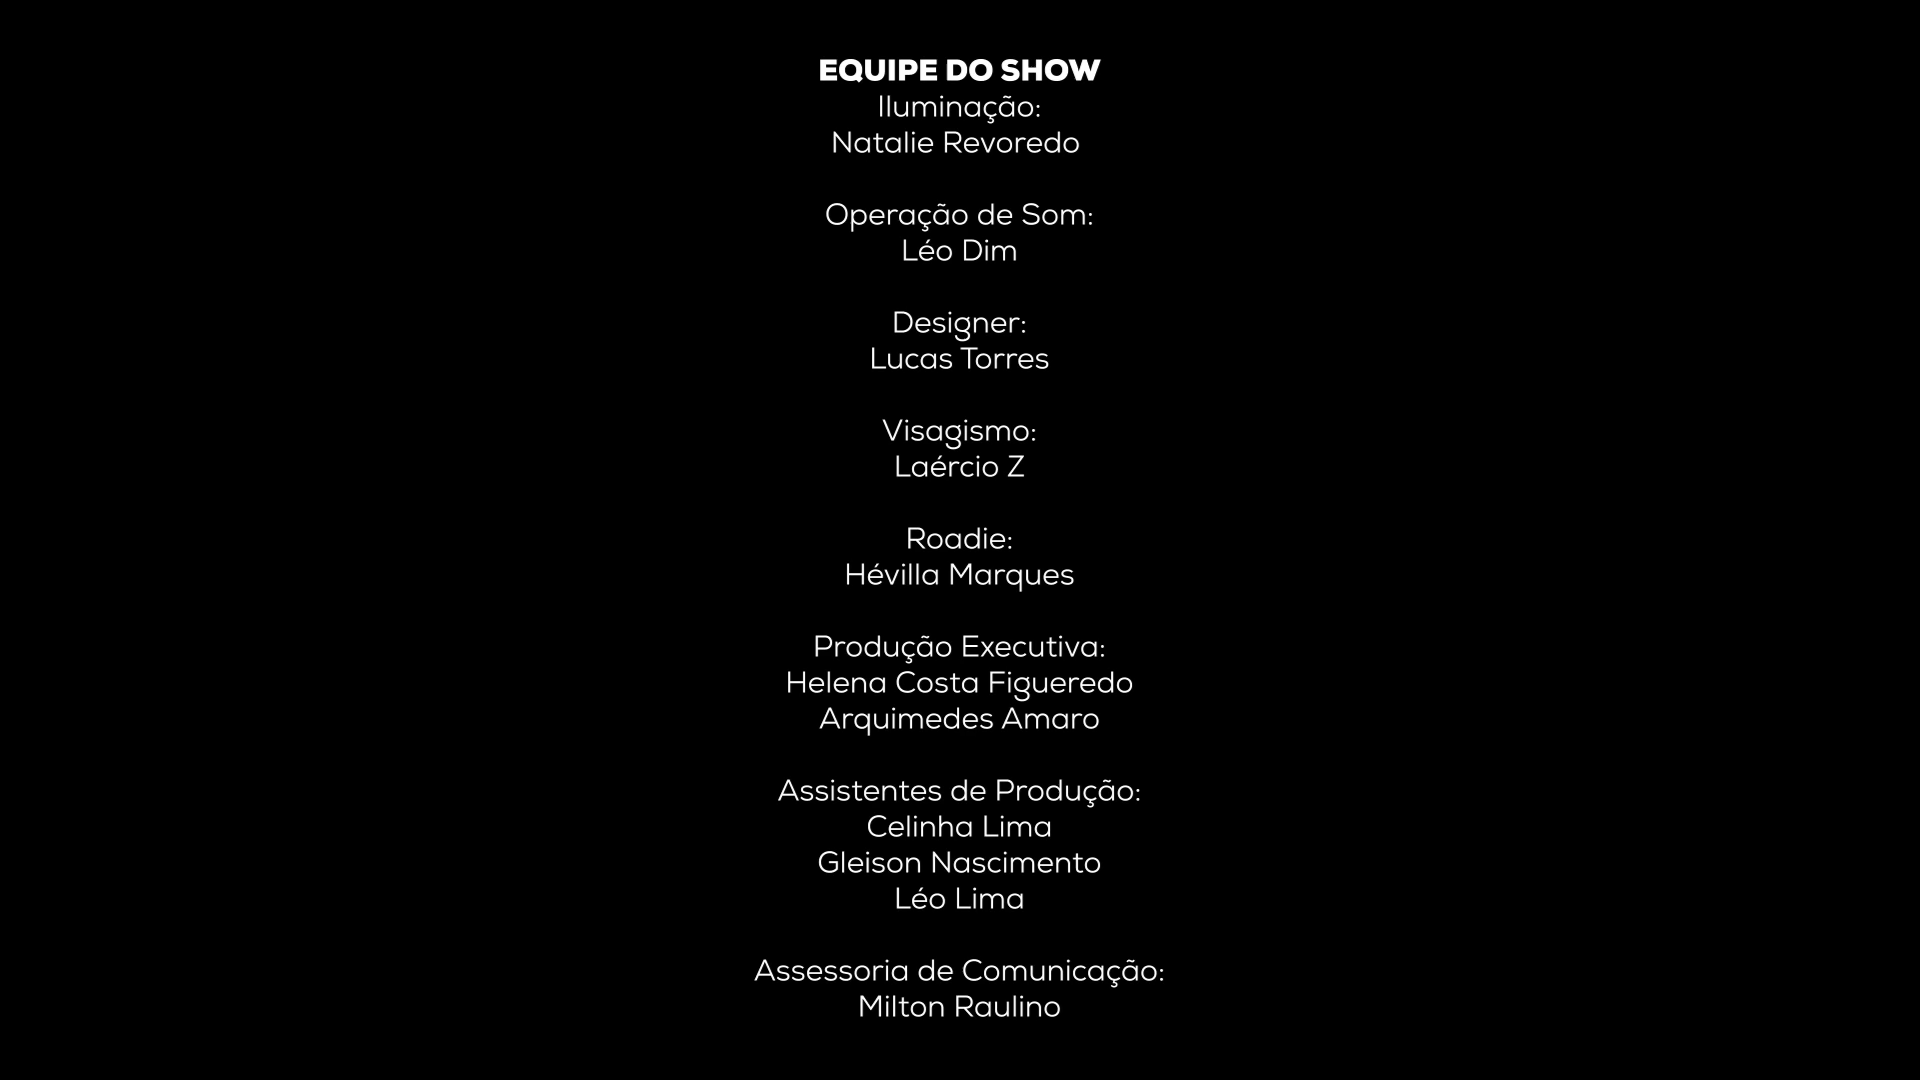 EQUIPE DO SHOW
Iluminação:
Natalie Revoredo
Operação de Som:
Léo Dim
Designer:
Lucas Torres
Visagismo:
Laércio Z
Roadie:
Hévilla Marques
Produção Executiva:
Helena Costa Figueredo
Arquimedes Amaro
Assistentes de Produção:
Celinha Lima
Gleison Nascimento
Léo Lima
Assessoria de Comunicação:
Milton Raulino